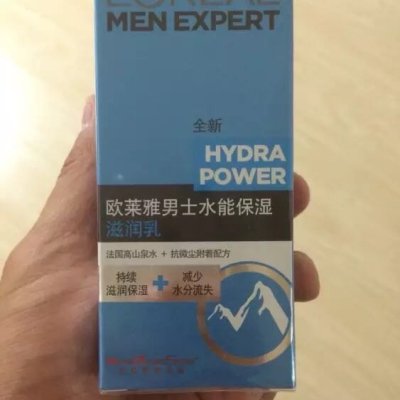 L'ORÉAL
MEN EXPERT
全新
HYDRA
POWER
欧莱雅男士水能保湿
滋润乳
法国高山泉水 + 抗微尘附着配方
持续
滋润保湿
+
减少
水分流失